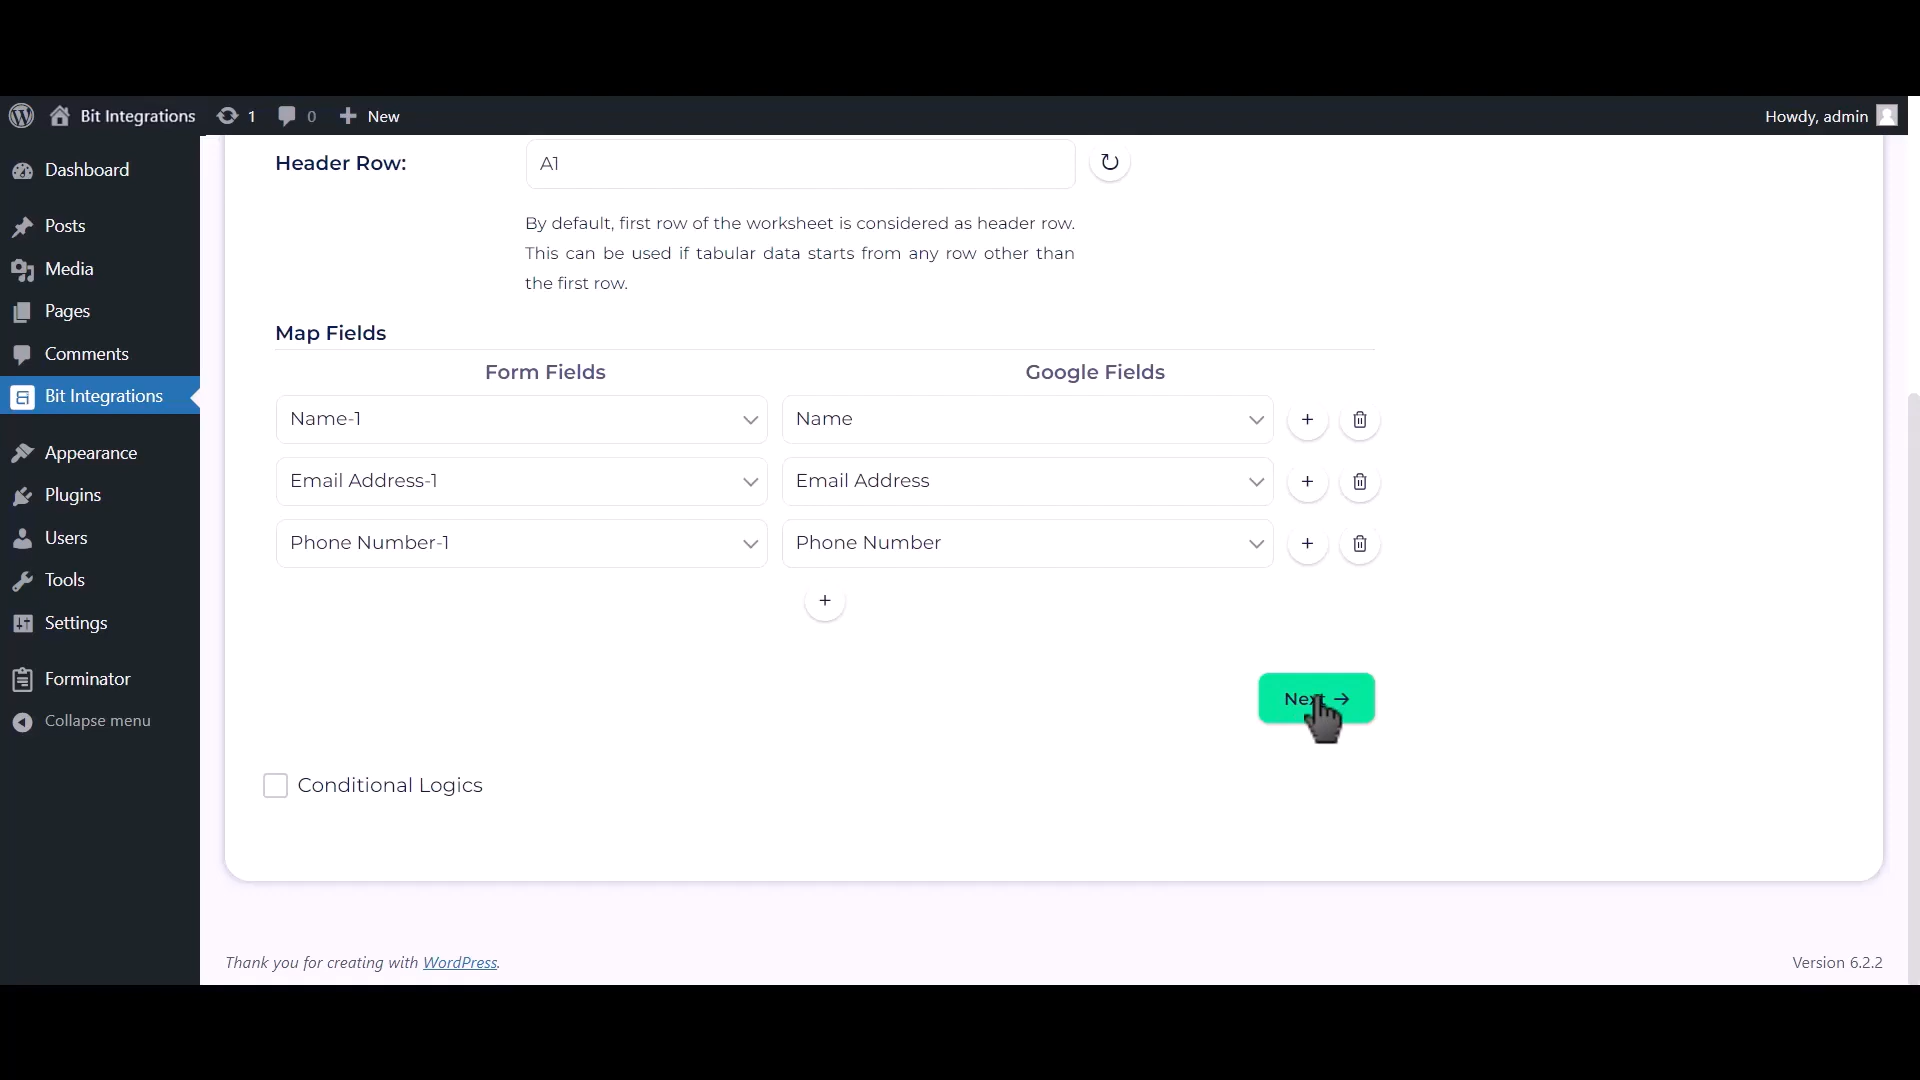 Bit Integrations 1 0 New Howdy, admin
Dashboard
Posts
Media
Pages
Comments
Bit Integrations
Appearance
Plugins
Users
Tools
Settings
Forminator
Collapse menu
Header Row: A1
By default, first row of the worksheet is considered as header row.
This can be used if tabular data starts from any row other than
the first row.
Map Fields
Form Fields Google Fields
Name-1 Name
Email Address-1 Email Address
Phone Number-1 Phone Number
Next
Conditional Logics
Thank you for creating with WordPress. Version 6.2.2